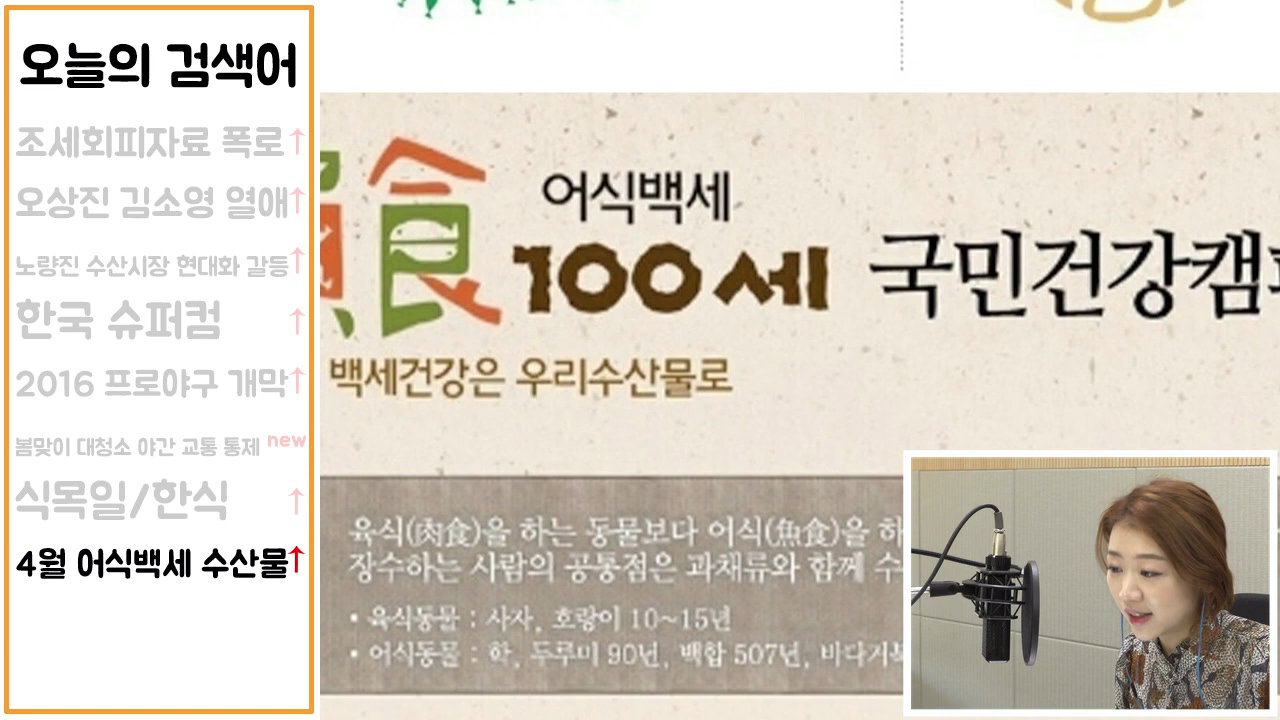 오늘의 검색어
조세회피자료 폭로↑
오상진 김소영 열애↑
노량진 수산시장 현대화 갈등↑
한국 슈퍼컴 ↑
2016 프로야구 개막↑
봄맞이 대청소 야간 교통 통제 new
식목일/한식 ↑
4월 어식백세 수산물↑
食
어식백세
100세
국민건강캠
백세건강은 우리수산물로
육식(肉食)을 하는 동물보다 어식(魚食)을 하
장수하는 사람의 공통점은 과채류와 함께 수
• 육식동물 : 사자, 호랑이 10~15년
• 어식동물 : 학, 두루미 90년, 백합 507년, 바다거북